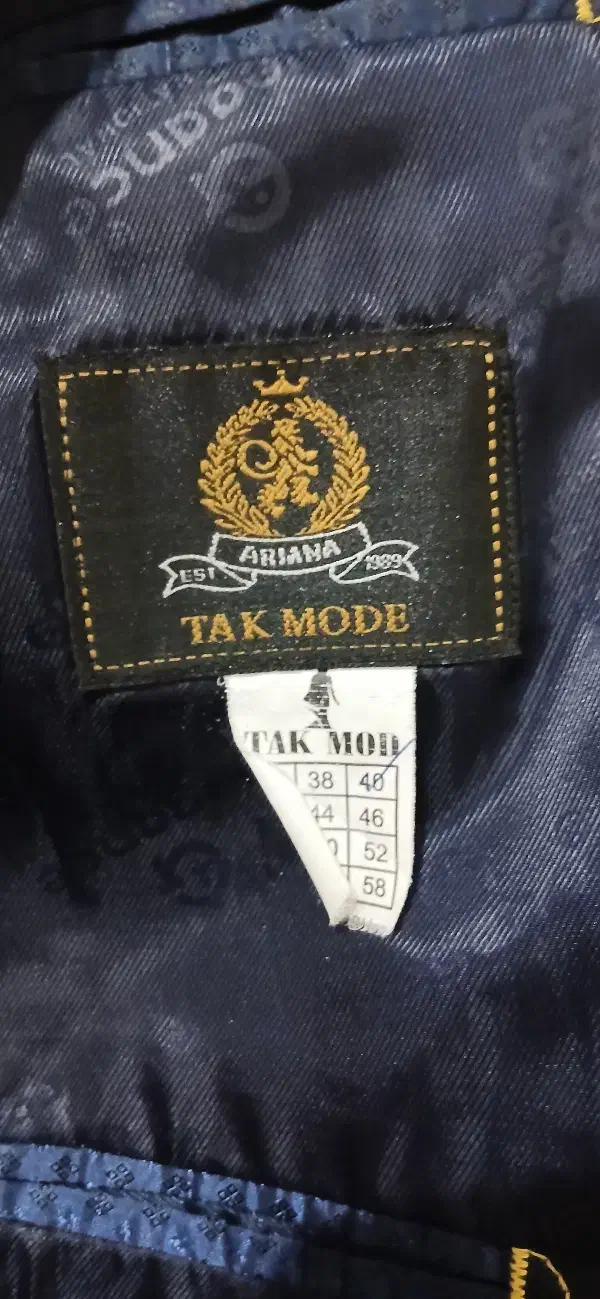 EST ARIANA 1989
TAK MODE
TAK MOD
38 40
44 46
52
58